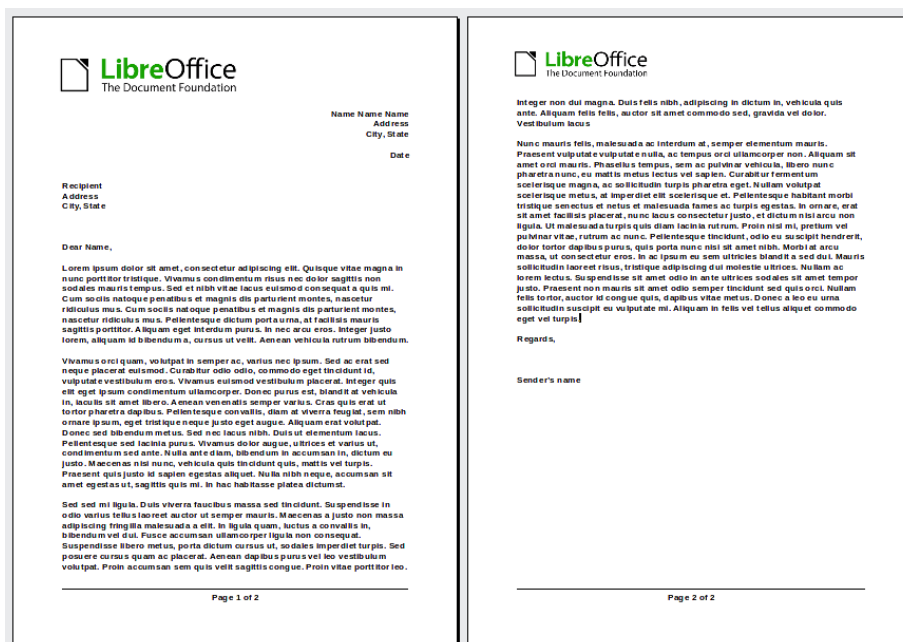 LibreOffice
The Document Foundation
Name Name Name
Address
City, State
Date
Recipient
Address
City, State
Dear Name,
Lorem ipsum dolor sit amet, consectetur adipiscing elit. Quisque vitae magna in
nunc porttitor tristique. Vivamus condimentum risus nec dolor sagittis non
sodales mauris tempus. Sed et nibh vitae lacus euismod consequat a quis mi.
Cum sociis natoque penatibus et magnis dis parturient montes, nascetur
ridiculus mus. Cum sociis natoque penatibus et magnis dis parturient montes,
nascetur ridiculus mus. Pellentesque dictum porta urna, at facilisis mauris
sagittis porttitor. Aliquam eget interdum purus. In nec arcu eros. Integer justo
lorem, aliquam id bibendum a, cursus ut velit. Aenean vehicula rutrum bibendum.
Vivamus orci quam, volutpat in semper ac, varius nec ipsum. Sed ac erat sed
neque placerat euismod. Curabitur odio odio, commodo eget tincidunt id,
vulputate vestibulum eros. Vivamus euismod vestibulum placerat. Integer quis
elit eget ipsum condimentum ullamcorper. Donec purus est, blandit at vehicula
in, iaculis sit amet libero. Aenean venenatis semper varius. Cras quis erat ut
tortor pharetra dapibus. Pellentesque convallis, diam at viverra feugiat, sem nibh
ornare ipsum, eget tristique neque justo eget augue. Aliquam erat volutpat.
Donec sed bibendum metus. Sed nec lacus nibh. Duis ut elementum lacus.
Pellentesque sed lacinia purus. Vivamus dolor augue, ultrices et varius ut,
condimentum sed ante. Nulla ante diam, bibendum in accumsan in, dictum eu
justo. Maecenas nisl nunc, vehicula quis tincidunt quis, mattis vel turpis.
Praesent quis justo id sapien egestas aliquet. Nulla nibh neque, accumsan sit
amet egestas ut, sagittis quis mi. In hac habitasse platea dictumst.
Sed sed mi ligula. Duis viverra faucibus massa sed tincidunt. Suspendisse in
odio varius tellus laoreet auctor ut semper mauris. Maecenas a justo non massa
adipiscing fringilla malesuada a elit. In ligula quam, luctus a convallis in,
bibendum vel dui. Fusce accumsan ullamcorper ligula non consequat.
Suspendisse libero metus, porta dictum cursus ut, sodales imperdiet turpis. Sed
posuere cursus quam ac placerat. Aenean dapibus purus vel leo vestibulum
volutpat. Proin accumsan sem quis velit sagittis congue. Proin vitae porttitor leo.
Page 1 of 2
LibreOffice
The Document Foundation
Integer non dui magna. Duis felis nibh, adipiscing in dictum in, vehicula quis
ante. Aliquam felis felis, auctor sit amet commodo sed, gravida vel dolor.
Vestibulum lacus
Nunc mauris felis, malesuada ac interdum at, semper elementum mauris.
Praesent vulputate vulputate nulla, ac tempus orci ullamcorper non. Aliquam sit
amet orci mauris. Phasellus tempus, sem ac pulvinar vehicula, libero nunc
pharetra nunc, eu mattis metus lectus vel sapien. Curabitur fermentum
scelerisque magna, ac sollicitudin turpis pharetra eget. Nullam volutpat
scelerisque metus, at imperdiet elit scelerisque et. Pellentesque habitant morbi
tristique senectus et netus et malesuada fames ac turpis egestas. In ornare, erat
sit amet facilisis placerat, nunc lacus consectetur justo, et dictum nisi arcu non
ligula. Ut malesuada turpis quis diam lacinia rutrum. Proin nisl mi, pretium vel
pulvinar vitae, rutrum ac nunc. Pellentesque tincidunt, odio eu suscipit hendrerit,
dolor tortor dapibus purus, quis porta nunc nisi sit amet nibh. Morbi at arcu
massa, ut consectetur eros. In ac ipsum eu sem ultricies blandit a sed dui. Mauris
sollicitudin laoreet risus, tristique adipiscing dui molestie ultrices. Nullam ac
lorem lectus. Suspendisse sit amet odio in ante ultrices sodales sit amet tempor
justo. Praesent non mauris sit amet odio semper tincidunt sed quis orci. Nullam
felis tortor, auctor id congue quis, dapibus vitae metus. Donec a leo eu urna
sollicitudin suscipit eu vulputate mi. Aliquam in felis vel tellus aliquet commodo
eget vel turpis.
Regards,
Sender's name
Page 2 of 2